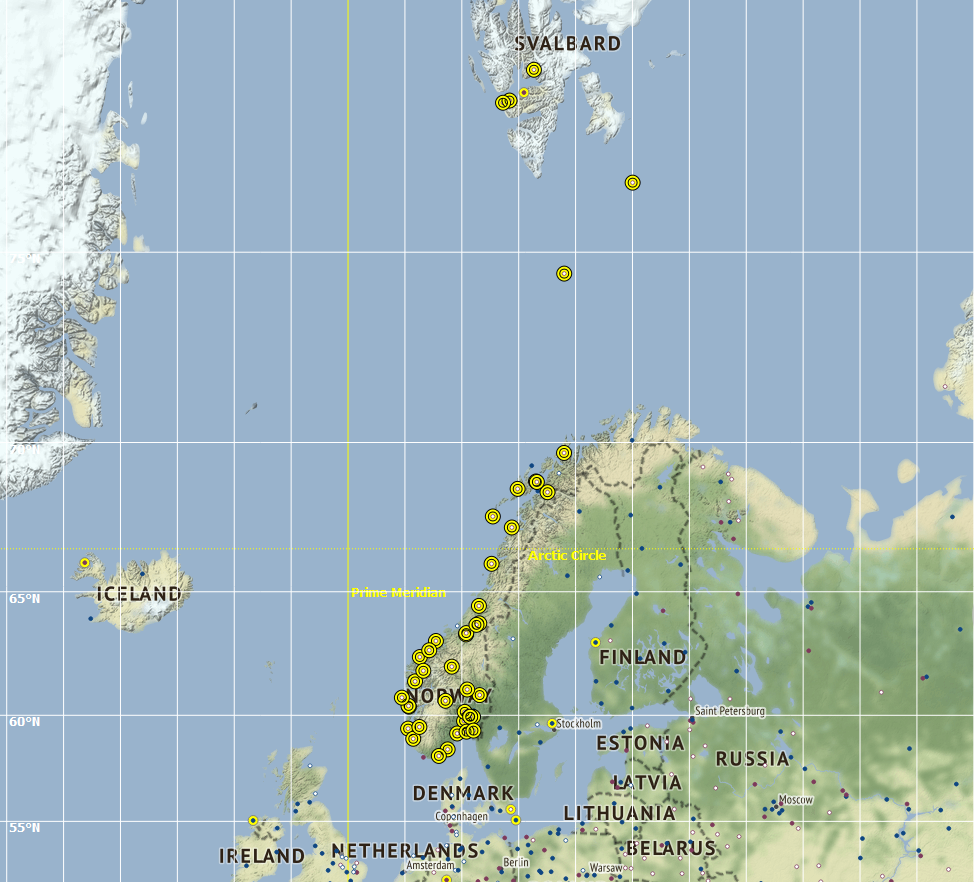 SVALBARD
Arctic Circle
ICELAND
Prime Meridian
65°N
FINLAND
NORWAY
60°N
Stockholm
Saint Petersburg
ESTONIA
RUSSIA
LATVIA
DENMARK
Moscow
LITHUANIA
Copenhagen
55°N
IRELAND
NETHERLANDS
BELARUS
Amsterdam
Berlin
Warsaw